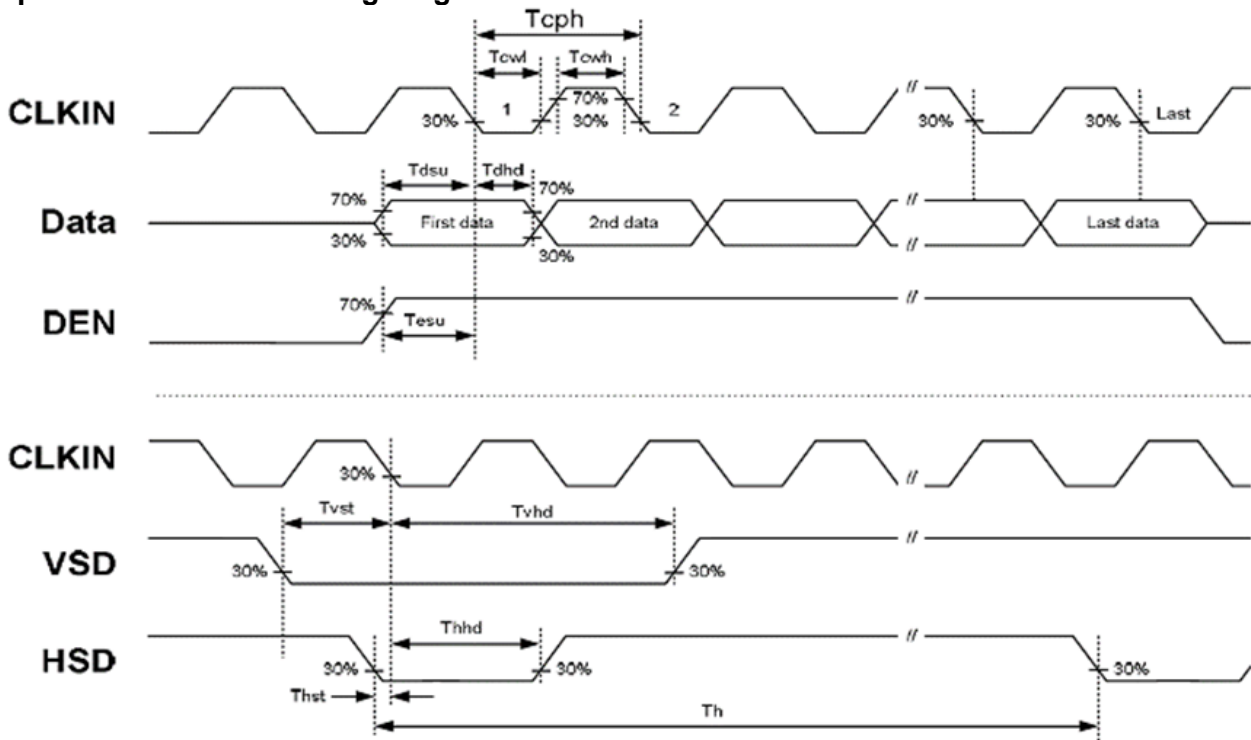 Tcph
Tcwl Tcwh
CLKIN 30% 1 70% 30% 2 30% 30% Last
Tdsu Tdhd
70% 70%
Data First data 2nd data Last data
30% 30%
DEN 70%
Tesu
CLKIN 30%
Tvst Tvhd
VSD 30% 30%
Thhd
HSD 30% 30% 30%
Thst
Th